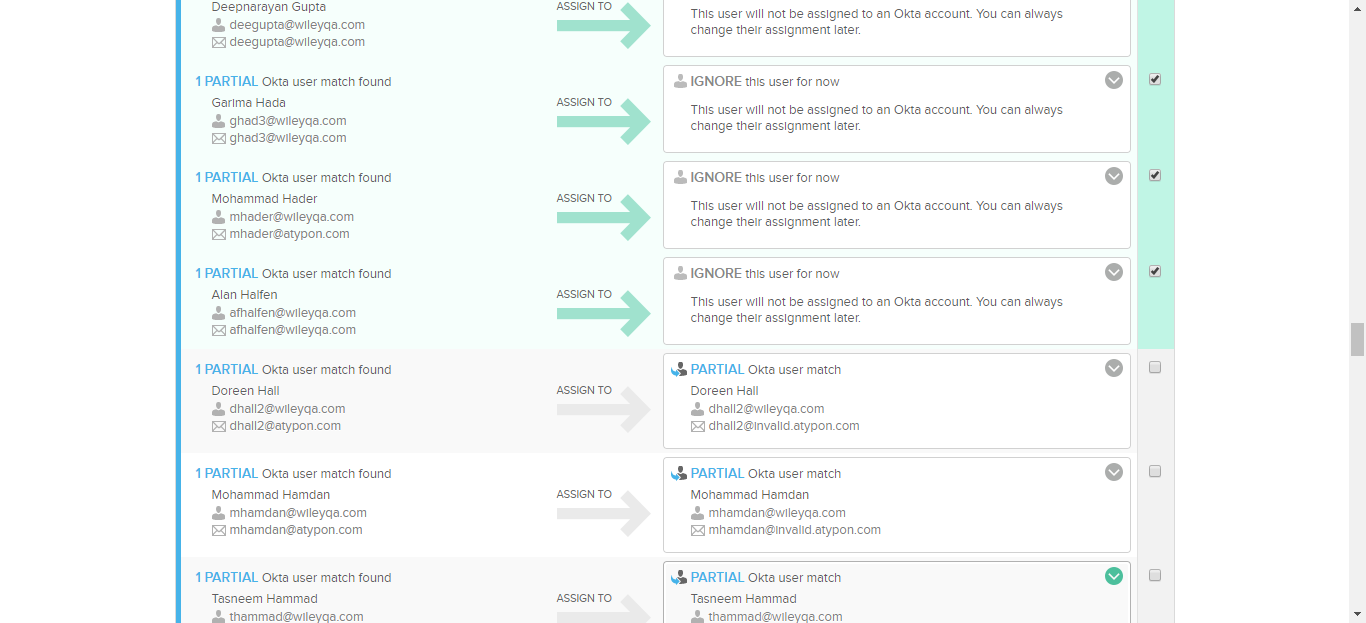 Deepnarayan Gupta
deegupta@wileyqa.com
deegupta@wileyqa.com
ASSIGN TO
This user will not be assigned to an Okta account. You can always
change their assignment later.
1 PARTIAL Okta user match found
Garima Hada
ghad3@wileyqa.com
ghad3@wileyqa.com
ASSIGN TO
IGNORE this user for now
This user will not be assigned to an Okta account. You can always
change their assignment later.
1 PARTIAL Okta user match found
Mohammad Hader
mhader@wileyqa.com
mhader@atypon.com
ASSIGN TO
IGNORE this user for now
This user will not be assigned to an Okta account. You can always
change their assignment later.
1 PARTIAL Okta user match found
Alan Halfen
afhalfen@wileyqa.com
afhalfen@wileyqa.com
ASSIGN TO
IGNORE this user for now
This user will not be assigned to an Okta account. You can always
change their assignment later.
1 PARTIAL Okta user match found
Doreen Hall
dhall2@wileyqa.com
dhall2@atypon.com
ASSIGN TO
PARTIAL Okta user match
Doreen Hall
dhall2@wileyqa.com
dhall2@invalid.atypon.com
1 PARTIAL Okta user match found
Mohammad Hamdan
mhamdan@wileyqa.com
mhamdan@atypon.com
ASSIGN TO
PARTIAL Okta user match
Mohammad Hamdan
mhamdan@wileyqa.com
mhamdan@invalid.atypon.com
1 PARTIAL Okta user match found
Tasneem Hammad
thammad@wileyqa.com
ASSIGN TO
PARTIAL Okta user match
Tasneem Hammad
thammad@wileyqa.com